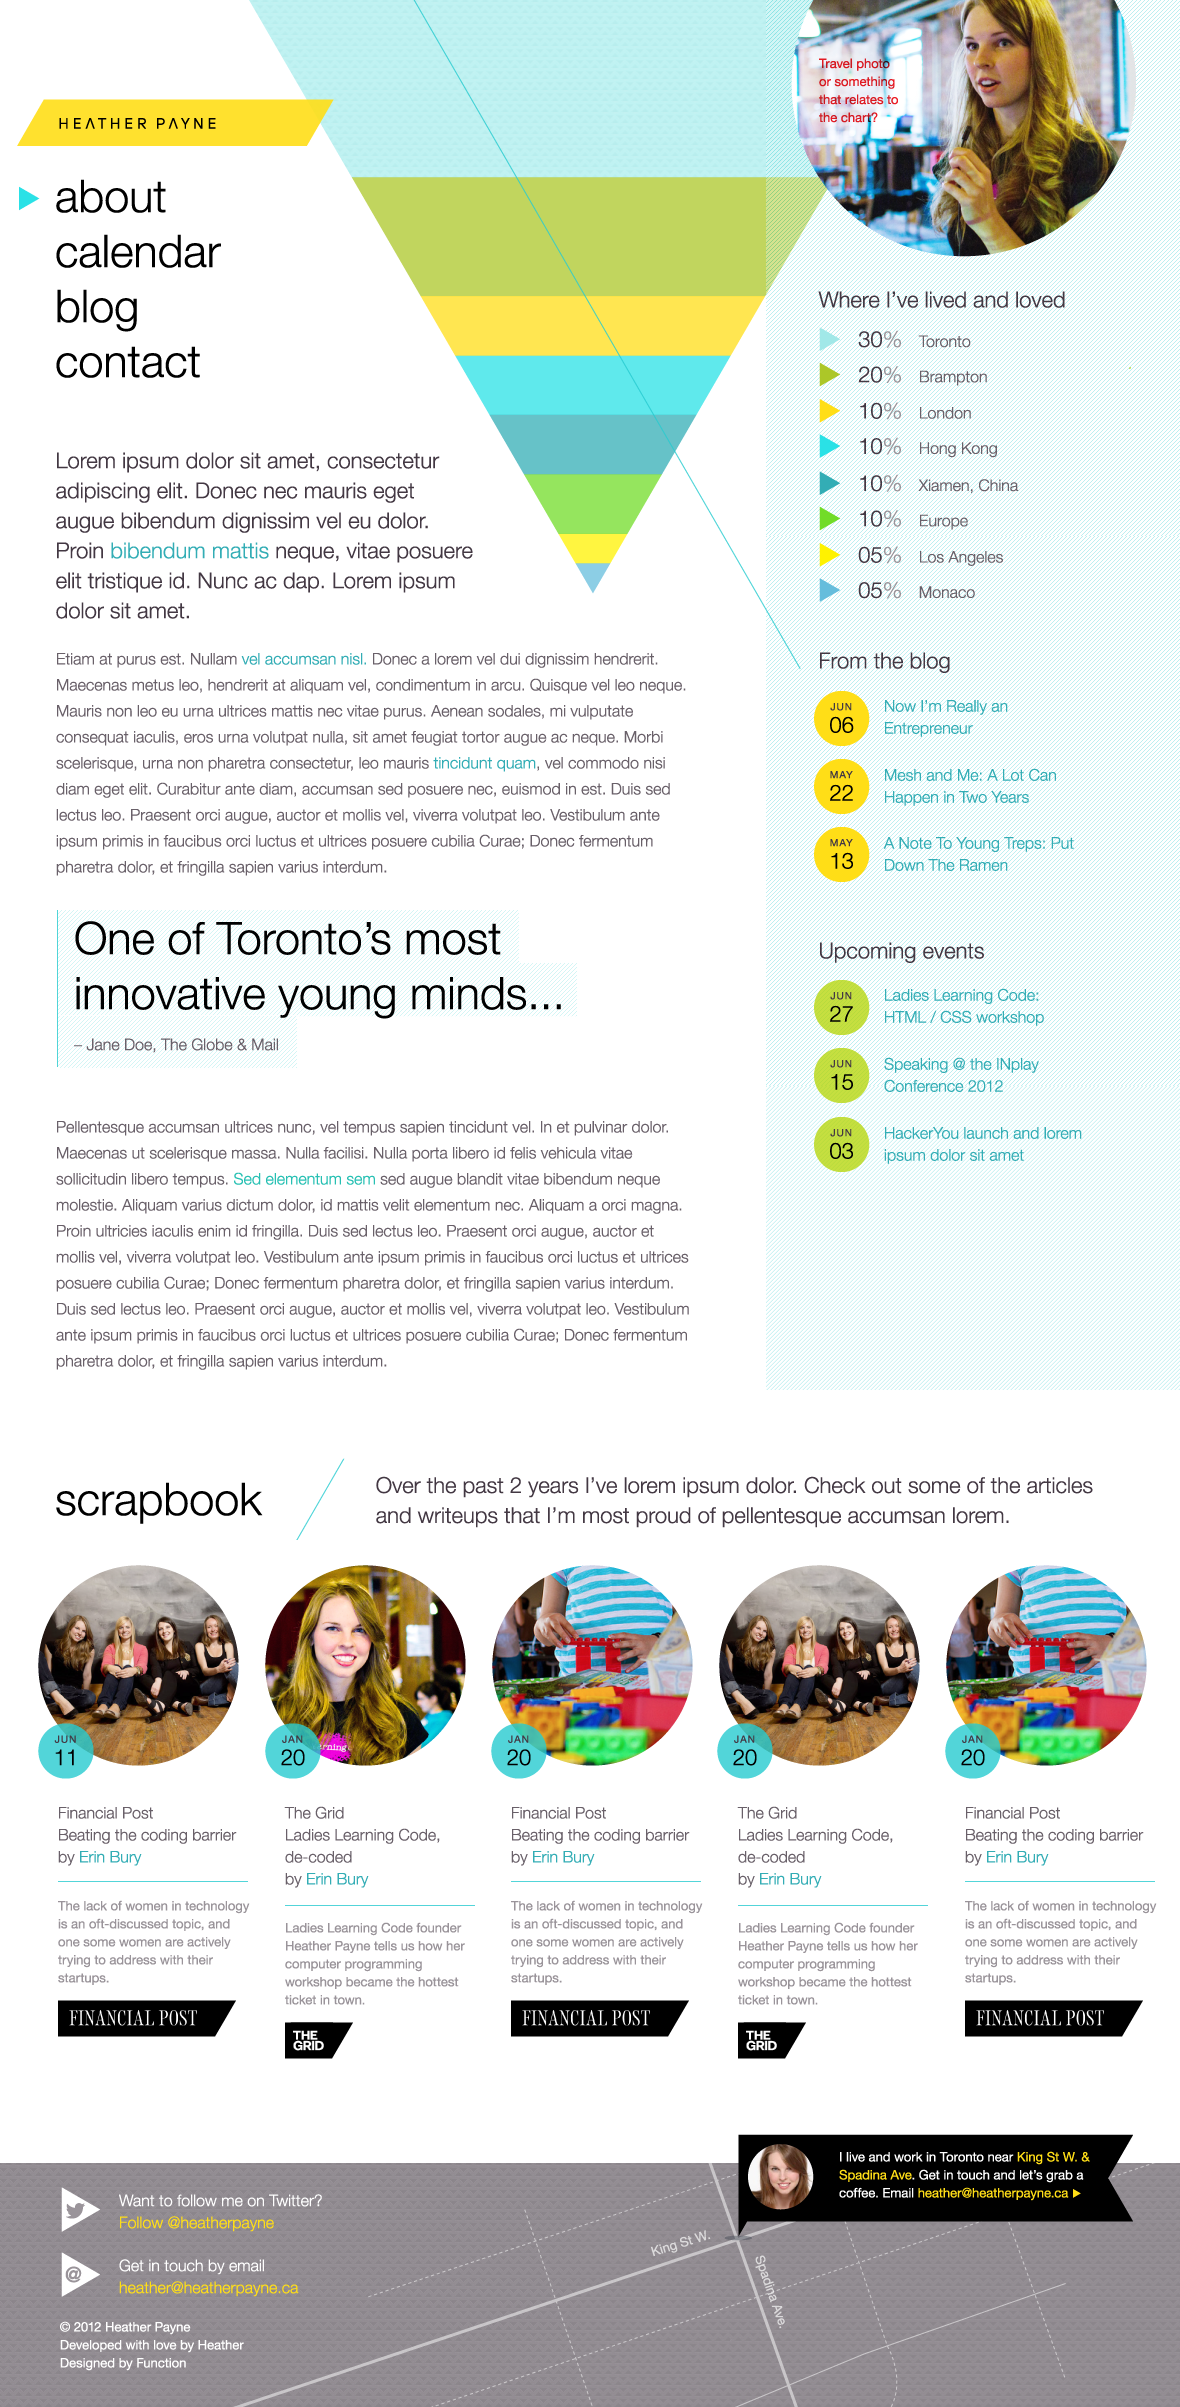 HEATHER PAYNE
about
calendar
blog
contact
Travel photo
or something
that relates to
the chart?
Lorem ipsum dolor sit amet, consectetur
adipiscing elit. Donec nec mauris eget
augue bibendum dignissim vel eu dolor.
Proin bibendum mattis neque, vitae posuere
elit tristique id. Nunc ac dap. Lorem ipsum
dolor sit amet.
Etiam at purus est. Nullam vel accumsan nisl. Donec a lorem vel dui dignissim hendrerit.
Maecenas metus leo, hendrerit at aliquam vel, condimentum in arcu. Quisque vel leo neque.
Mauris non leo eu urna ultrices mattis nec vitae purus. Aenean sodales, mi vulputate
consequat iaculis, eros urna volutpat nulla, sit amet feugiat tortor augue ac neque. Morbi
scelerisque, urna non pharetra consectetur, leo mauris tincidunt quam, vel commodo nisi
diam eget elit. Curabitur ante diam, accumsan sed posuere nec, euismod in est. Duis sed
lectus leo. Praesent orci augue, auctor et mollis vel, viverra volutpat leo. Vestibulum ante
ipsum primis in faucibus orci luctus et ultrices posuere cubilia Curae; Donec fermentum
pharetra dolor, et fringilla sapien varius interdum.
One of Toronto’s most
innovative young minds...
– Jane Doe, The Globe & Mail
Pellentesque accumsan ultrices nunc, vel tempus sapien tincidunt vel. In et pulvinar dolor.
Maecenas ut scelerisque massa. Nulla facilisi. Nulla porta libero id felis vehicula vitae
sollicitudin libero tempus. Sed elementum sem sed augue blandit vitae bibendum neque
molestie. Aliquam varius dictum dolor, id mattis velit elementum nec. Aliquam a orci magna.
Proin ultricies iaculis enim id fringilla. Duis sed lectus leo. Praesent orci augue, auctor et
mollis vel, viverra volutpat leo. Vestibulum ante ipsum primis in faucibus orci luctus et ultrices
posuere cubilia Curae; Donec fermentum pharetra dolor, et fringilla sapien varius interdum.
Duis sed lectus leo. Praesent orci augue, auctor et mollis vel, viverra volutpat leo. Vestibulum
ante ipsum primis in faucibus orci luctus et ultrices posuere cubilia Curae; Donec fermentum
pharetra dolor, et fringilla sapien varius interdum.
Where I’ve lived and loved
30% Toronto
20% Brampton
10% London
10% Hong Kong
10% Xiamen, China
10% Europe
05% Los Angeles
05% Monaco
From the blog
JUN
06
Now I’m Really an
Entrepreneur
MAY
22
Mesh and Me: A Lot Can
Happen in Two Years
MAY
13
A Note To Young Treps: Put
Down The Ramen
Upcoming events
JUN
27
Ladies Learning Code:
HTML / CSS workshop
JUN
15
Speaking @ the INplay
Conference 2012
JUN
03
HackerYou launch and lorem
ipsum dolor sit amet
scrapbook
Over the past 2 years I’ve lorem ipsum dolor. Check out some of the articles
and writeups that I’m most proud of pellentesque accumsan lorem.
JUN
11
Financial Post
Beating the coding barrier
by Erin Bury
The lack of women in technology
is an oft-discussed topic, and
one some women are actively
trying to address with their
startups.
FINANCIAL POST
JAN
20
The Grid
Ladies Learning Code,
de-coded
by Erin Bury
Ladies Learning Code founder
Heather Payne tells us how her
computer programming
workshop became the hottest
ticket in town.
THE
GRID
JAN
20
Financial Post
Beating the coding barrier
by Erin Bury
The lack of women in technology
is an oft-discussed topic, and
one some women are actively
trying to address with their
startups.
FINANCIAL POST
JAN
20
The Grid
Ladies Learning Code,
de-coded
by Erin Bury
Ladies Learning Code founder
Heather Payne tells us how her
computer programming
workshop became the hottest
ticket in town.
THE
GRID
JAN
20
Financial Post
Beating the coding barrier
by Erin Bury
The lack of women in technology
is an oft-discussed topic, and
one some women are actively
trying to address with their
startups.
FINANCIAL POST
I live and work in Toronto near King St W. &
Spadina Ave. Get in touch and let’s grab a
coffee. Email heather@heatherpayne.ca
King St W.
Spadina Ave.
Want to follow me on Twitter?
Follow @heatherpayne
@
Get in touch by email
heather@heatherpayne.ca
© 2012 Heather Payne
Developed with love by Heather
Designed by Function